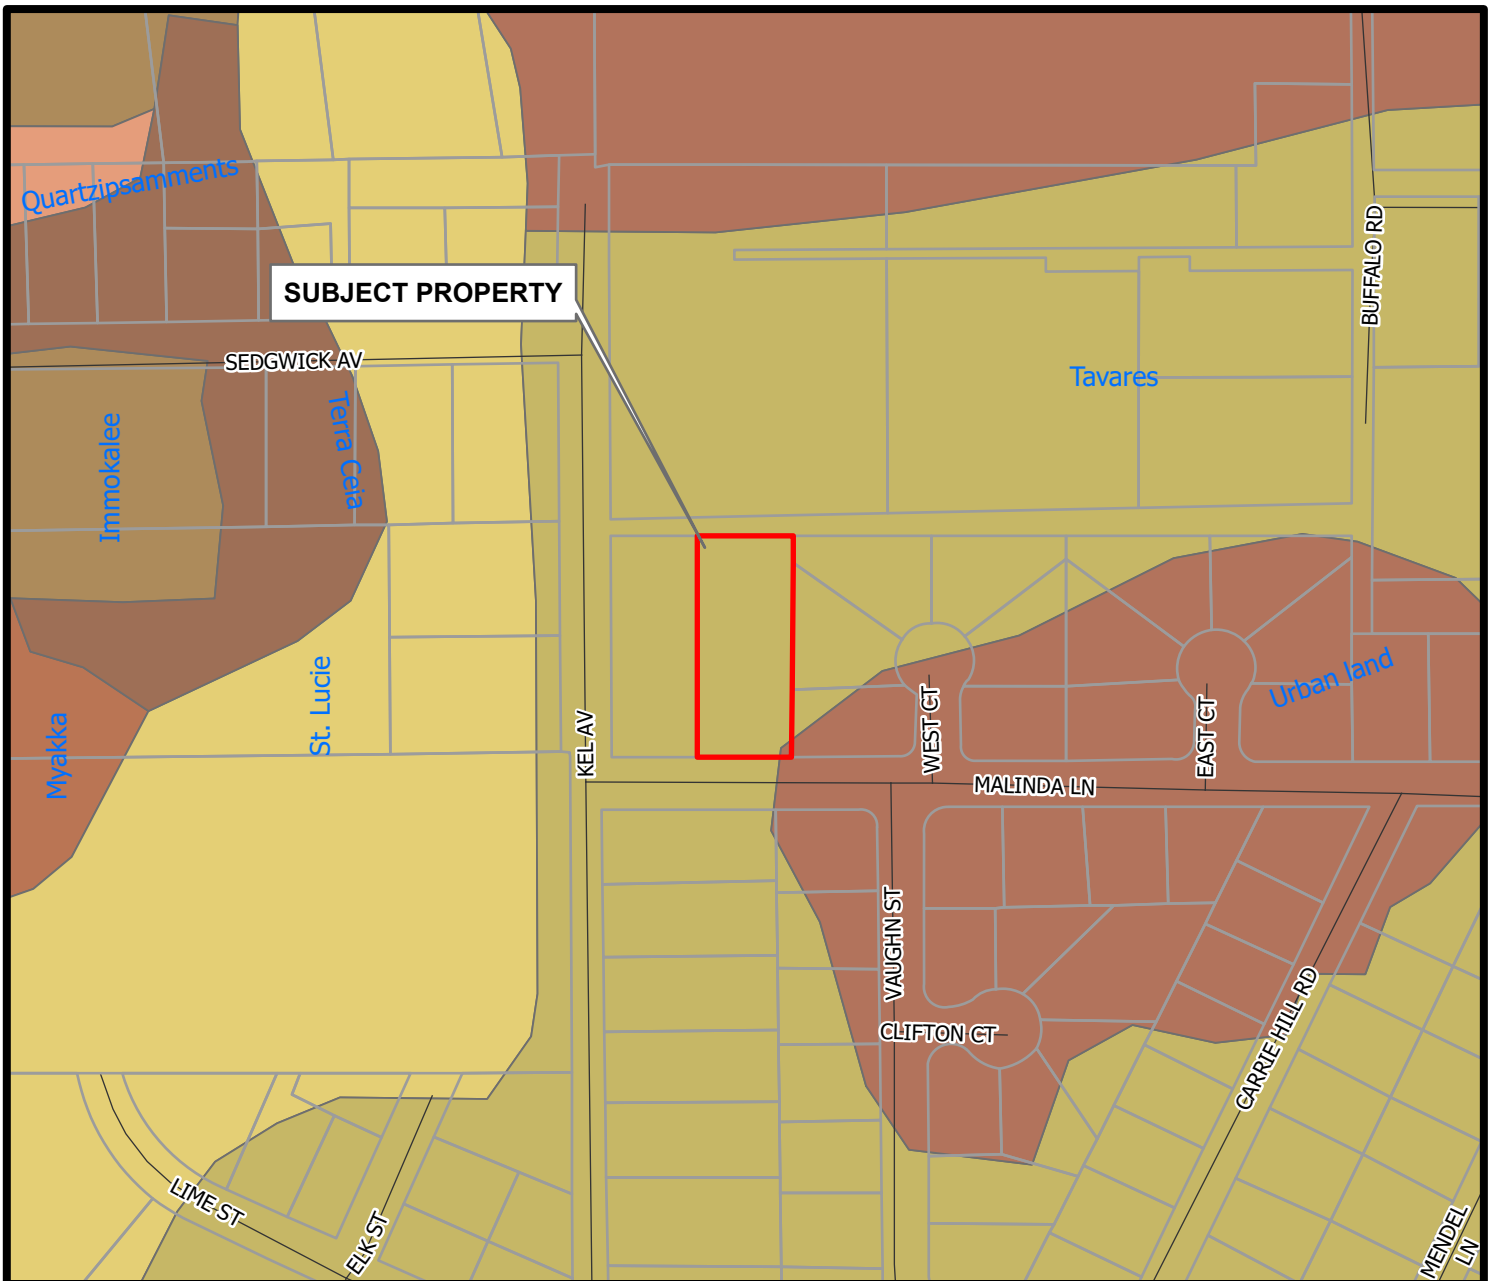 Quartzipsamments
BUFFALO RD
SUBJECT PROPERTY
SEDGWICK AV
Tavares
Terra Ceia
Immokalee
Urban land
St. Lucie
WEST CT
EAST CT
KEL AV
Myakka
MALINDA LN
VAUGHN ST
CLIFTON CT
CARRIE HILL RD
LIME ST
ELK ST
MENDEL
LN